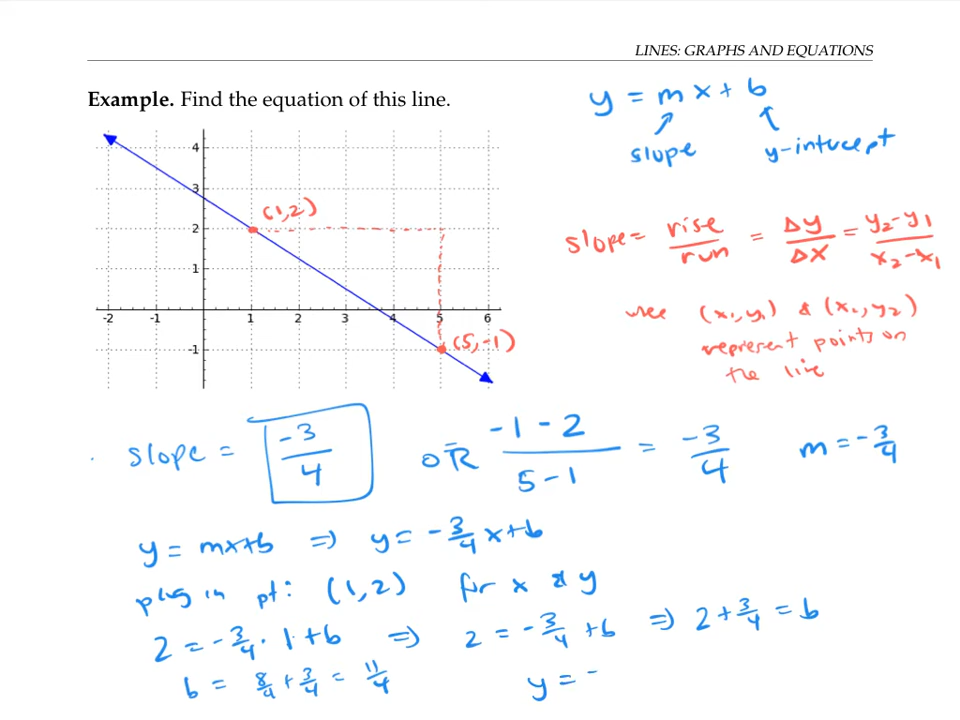 LINES: GRAPHS AND EQUATIONS
Example. Find the equation of this line.
y = mx + b
slope
y-intercept
4
3
2
1
-1
-2 -1 1 2 3 4 5 6
(1,2)
(5,-1)
slope = rise/run = Δy/Δx = y₂-y₁/x₂-x₁
(x₁,y₁) & (x₂,y₂)
represent points on
the line
slope = -3/4 OR -1-2/5-1 = -3/4 m = -3/4
y = mx+b ⇒ y = -3/4 x+b
plug in pt: (1,2) for x & y
2 = -3/4 · 1 + b ⇒ 2 = -3/4 + b ⇒ 2 + 3/4 = b
b = 8/4 + 3/4 = 11/4
y = -